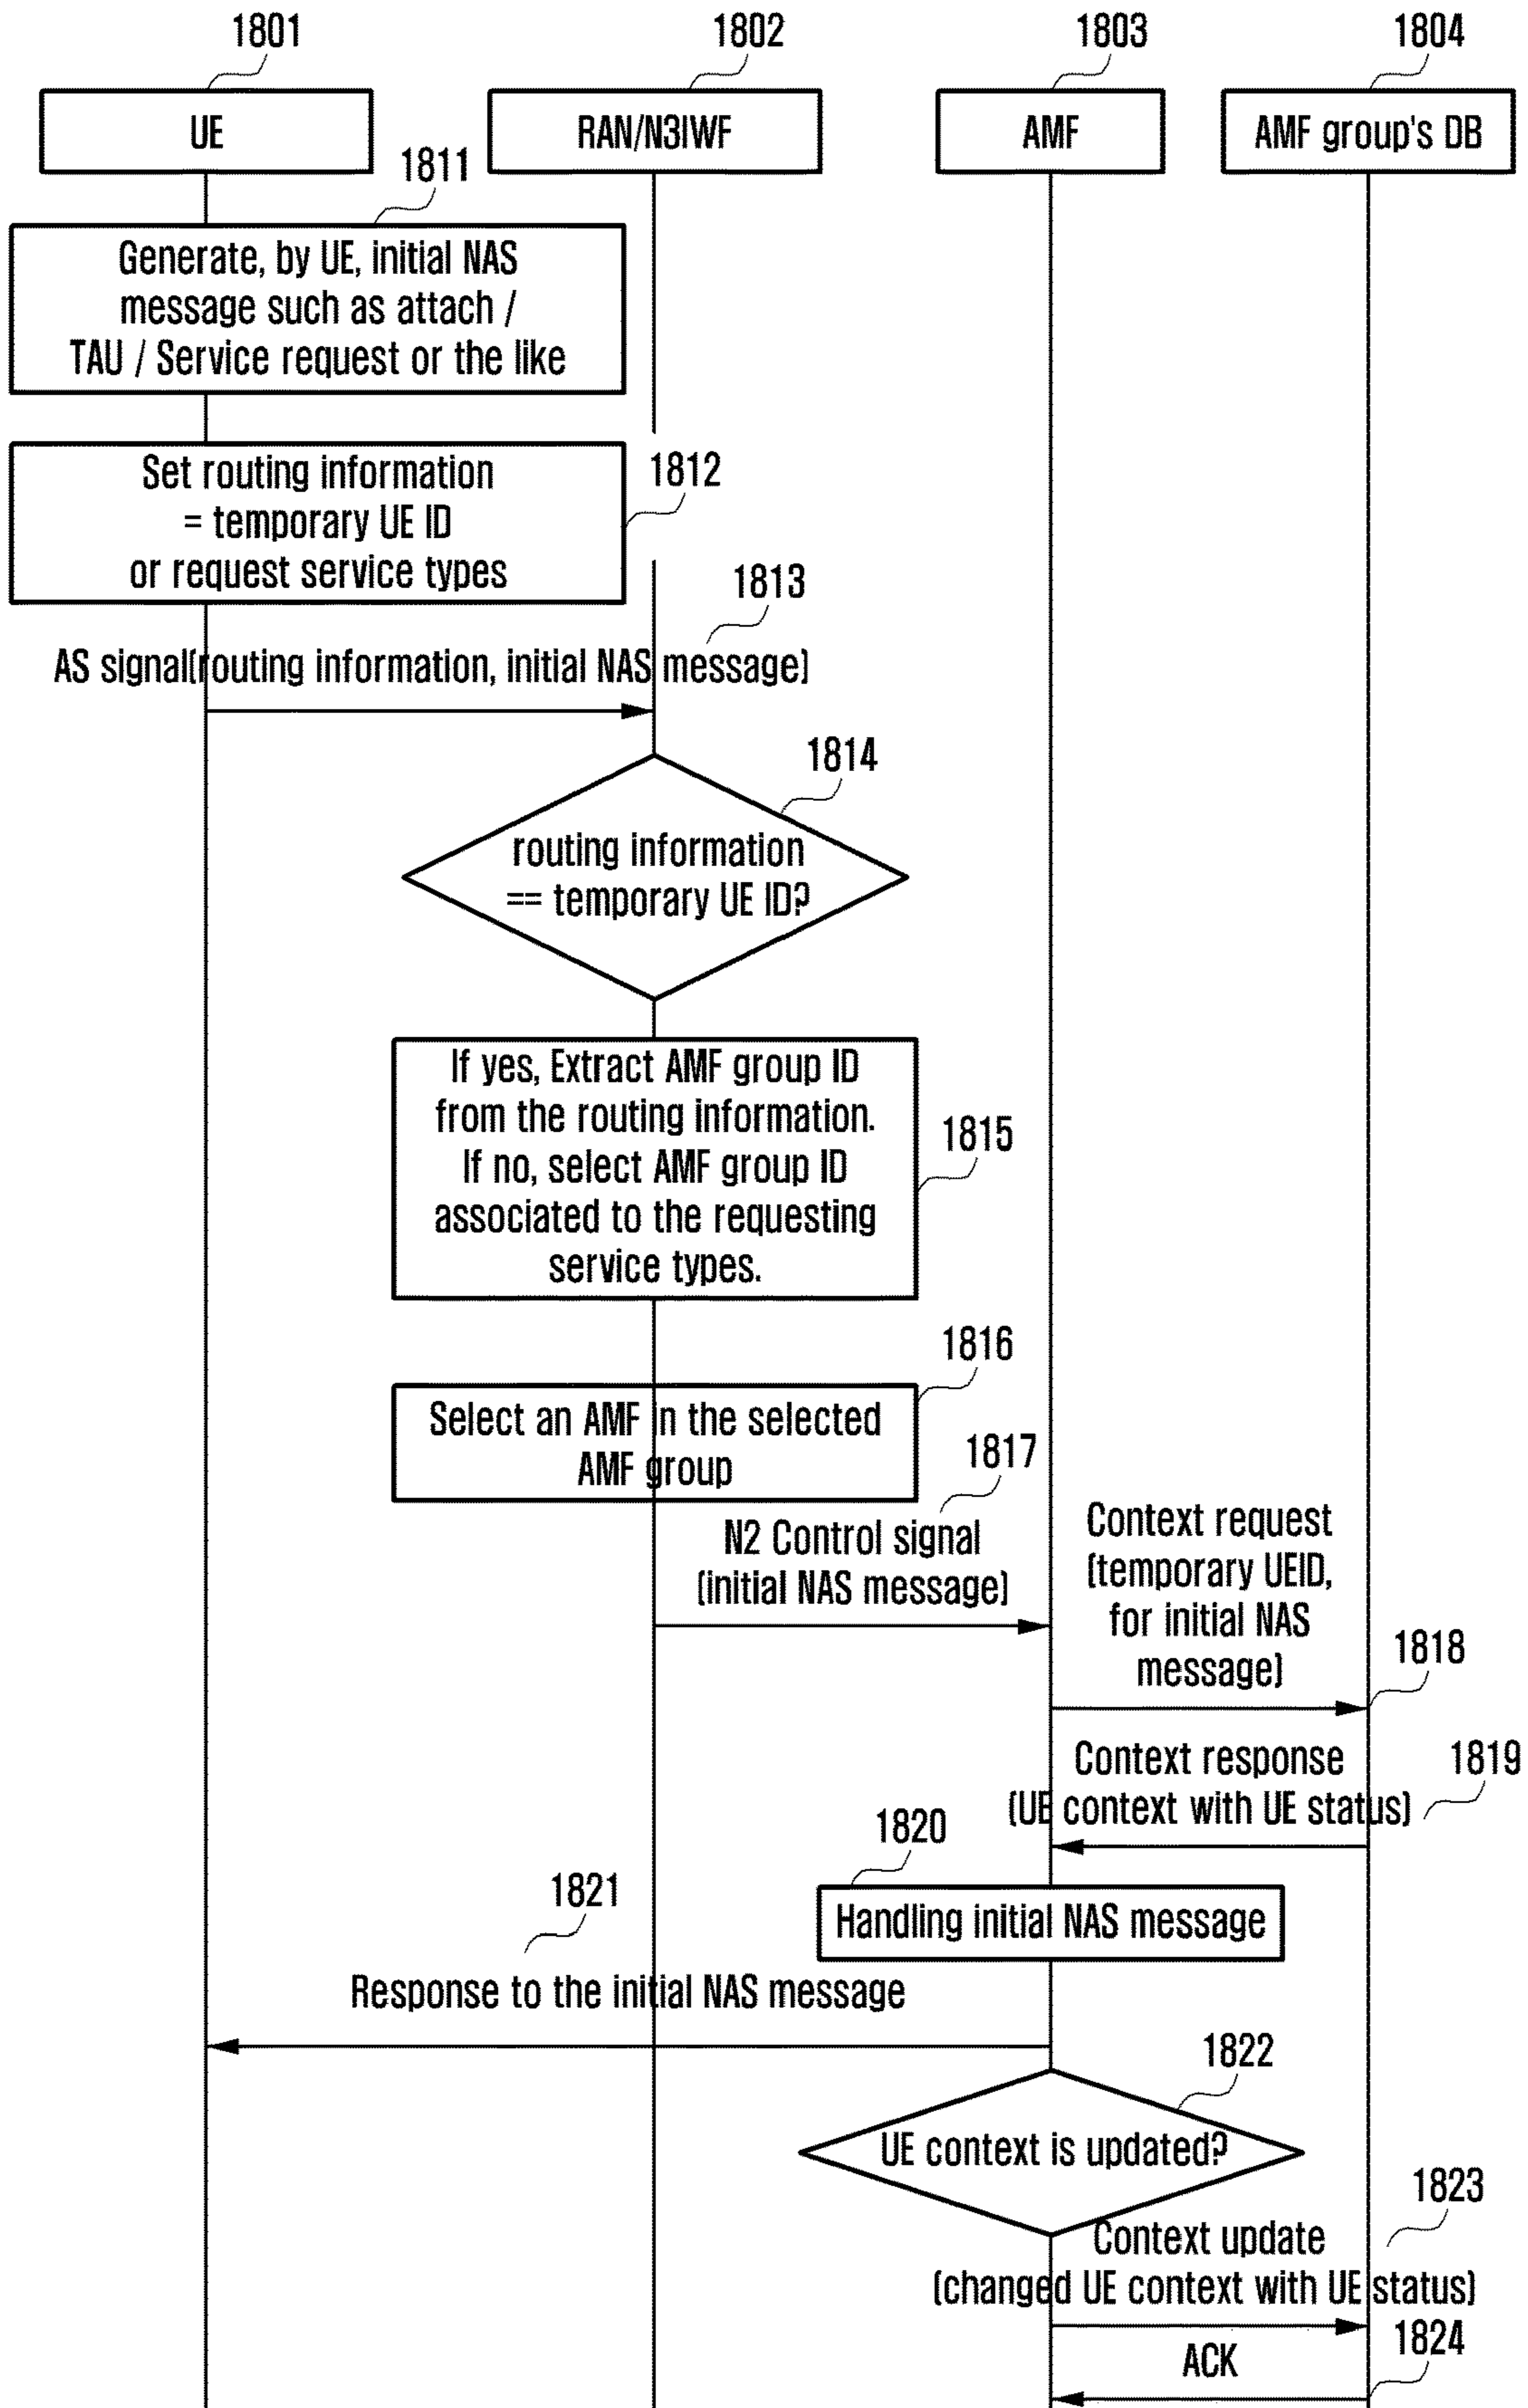 1801
1802
1803
1804
UE
RAN/N3IWF
AMF
AMF group's DB
1811
Generate, by UE, initial NAS
message such as attach /
TAU / Service request or the like
1812
Set routing information
= temporary UE ID
or request service types
1813
AS signal(routing information, initial NAS message)
1814
routing information
== temporary UE ID?
If yes, Extract AMF group ID
from the routing information.
If no, select AMF group ID
associated to the requesting
service types.
1815
1816
Select an AMF in the selected
AMF group
1817
N2 Control signal
(initial NAS message)
Context request
(temporary UEID,
for initial NAS
message)
1818
Context response
(UE context with UE status)
1819
1820
Handling initial NAS message
1821
Response to the initial NAS message
1822
UE context is updated?
1823
Context update
(changed UE context with UE status)
1824
ACK